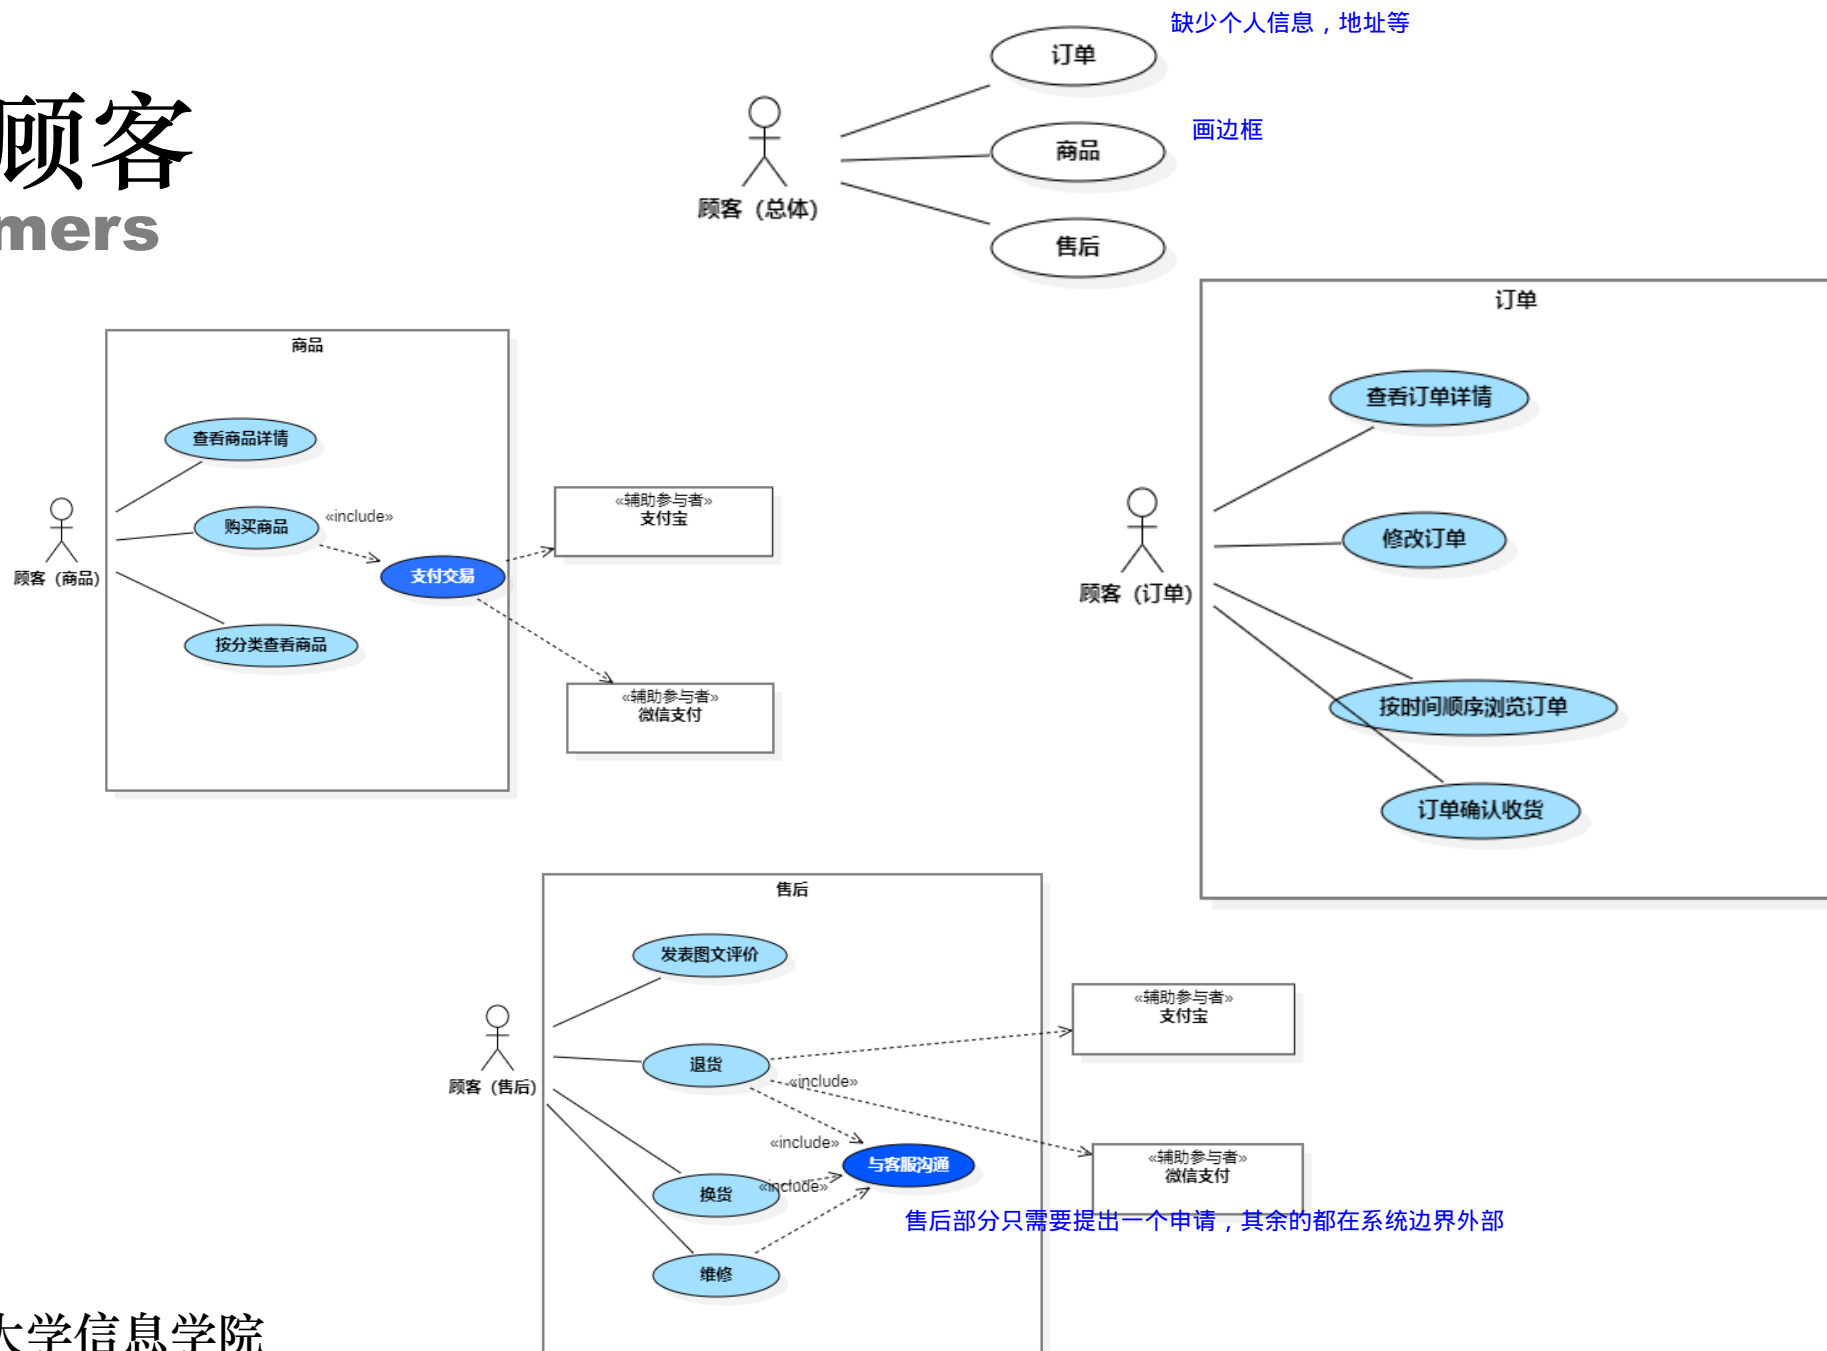 顾客
mers
缺少个人信息，地址等
订单
画边框
商品
售后
顾客（总体）
商品
查看商品详情
购买商品
«include»
支付交易
按分类查看商品
顾客（商品）
«辅助参与者»
支付宝
«辅助参与者»
微信支付
订单
查看订单详情
修改订单
顾客（订单）
按时间顺序浏览订单
订单确认收货
售后
发表图文评价
退货
顾客（售后）
«include»
«include»
与客服沟通
换货
«include»
维修
«辅助参与者»
支付宝
«辅助参与者»
微信支付
售后部分只需要提出一个申请，其余的都在系统边界外部
大学信息学院